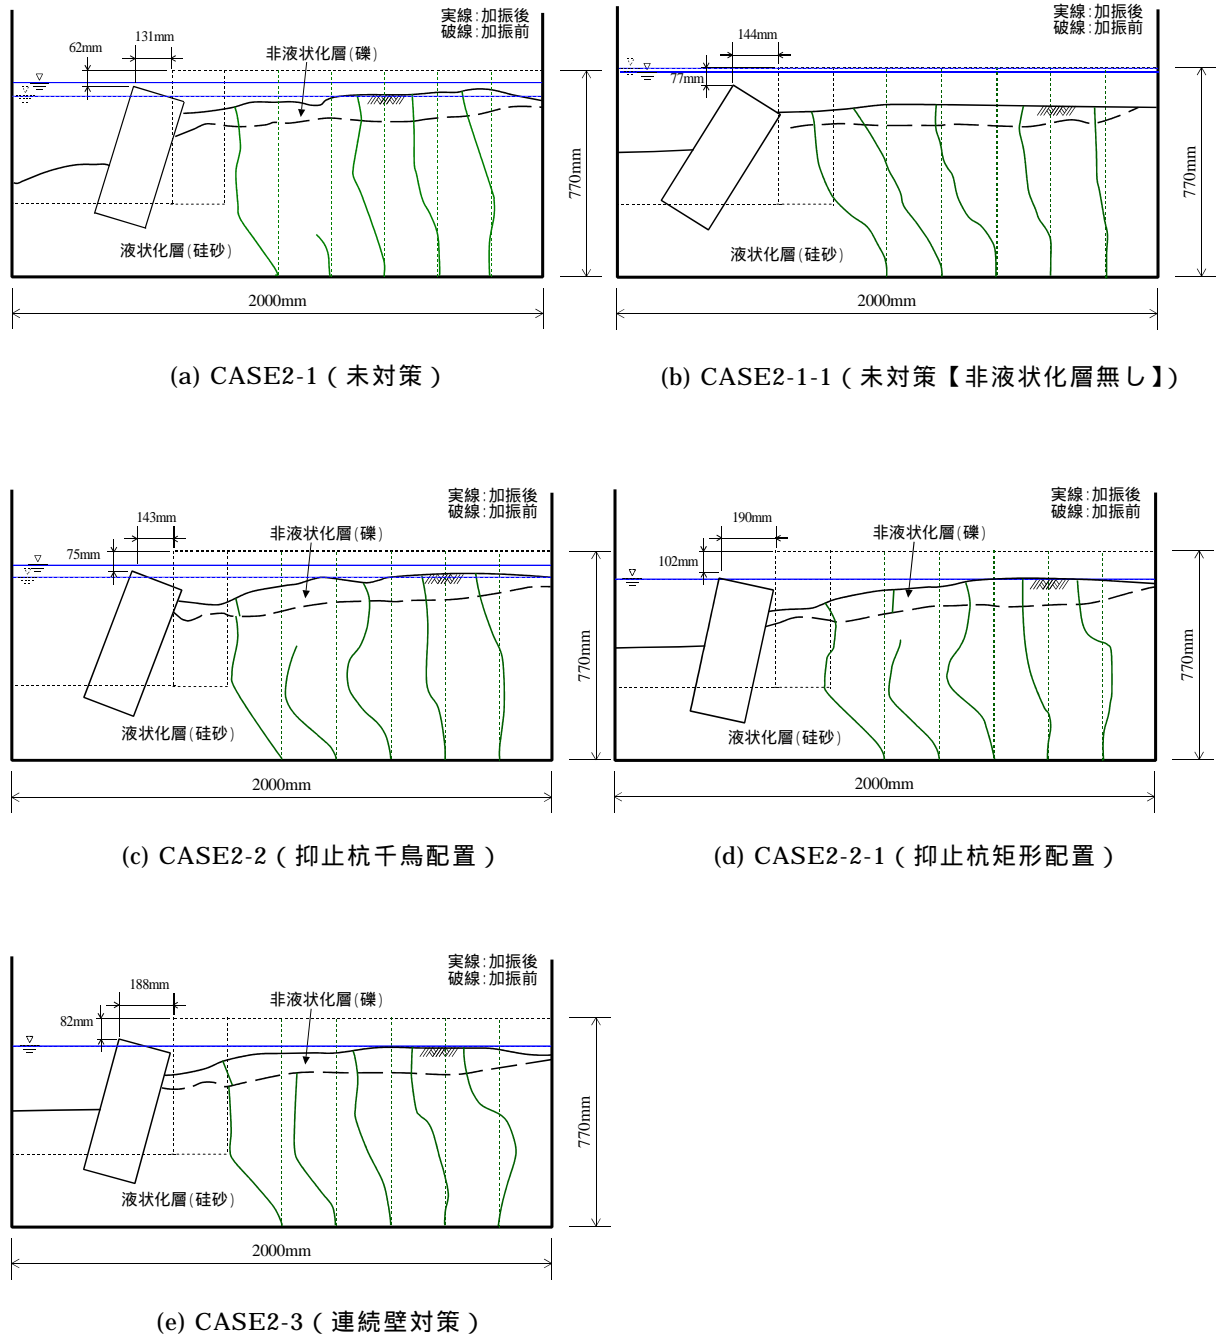 実線:加振後
破線:加振前
131mm
62mm
非液状化層(礫)
液状化層(硅砂)
770mm
2000mm
(a) CASE2-1(未対策)
実線:加振後
破線:加振前
144mm
77mm
液状化層(硅砂)
770mm
2000mm
(b) CASE2-1-1(未対策【非液状化層無し】)
実線:加振後
破線:加振前
143mm
75mm
非液状化層(礫)
液状化層(硅砂)
770mm
2000mm
(c) CASE2-2(抑止杭千鳥配置)
実線:加振後
破線:加振前
190mm
102mm
非液状化層(礫)
液状化層(硅砂)
770mm
2000mm
(d) CASE2-2-1(抑止杭矩形配置)
実線:加振後
破線:加振前
188mm
82mm
非液状化層(礫)
液状化層(硅砂)
770mm
2000mm
(e) CASE2-3(連続壁対策)